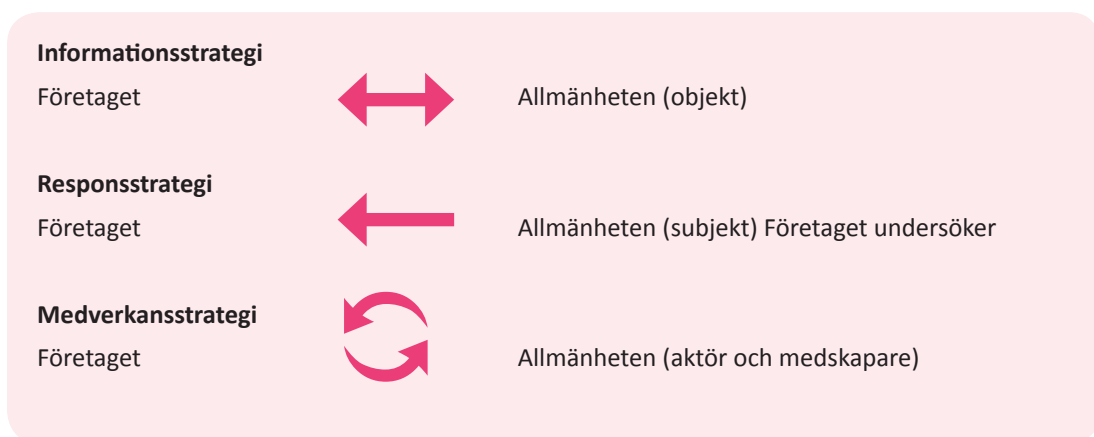 Informationsstrategi
Företaget Allmänheten (objekt)
Responsstrategi
Företaget Allmänheten (subjekt) Företaget undersöker
Medverkansstrategi
Företaget Allmänheten (aktör och medskapare)